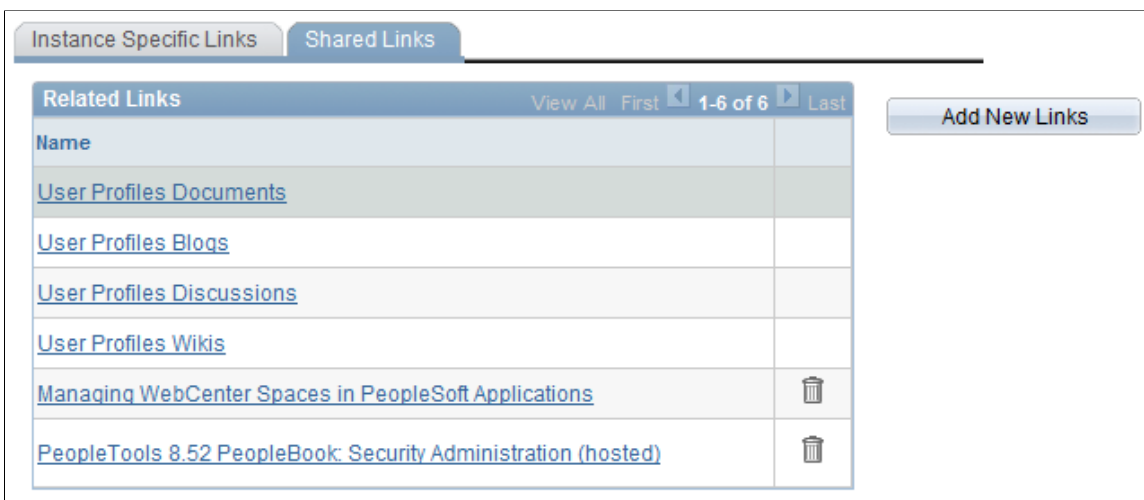 Instance Specific Links Shared Links
Related Links View All First 1-6 of 6 Last
Add New Links
Name
User Profiles Documents
User Profiles Blogs
User Profiles Discussions
User Profiles Wikis
Managing WebCenter Spaces in PeopleSoft Applications
PeopleTools 8.52 PeopleBook: Security Administration (hosted)